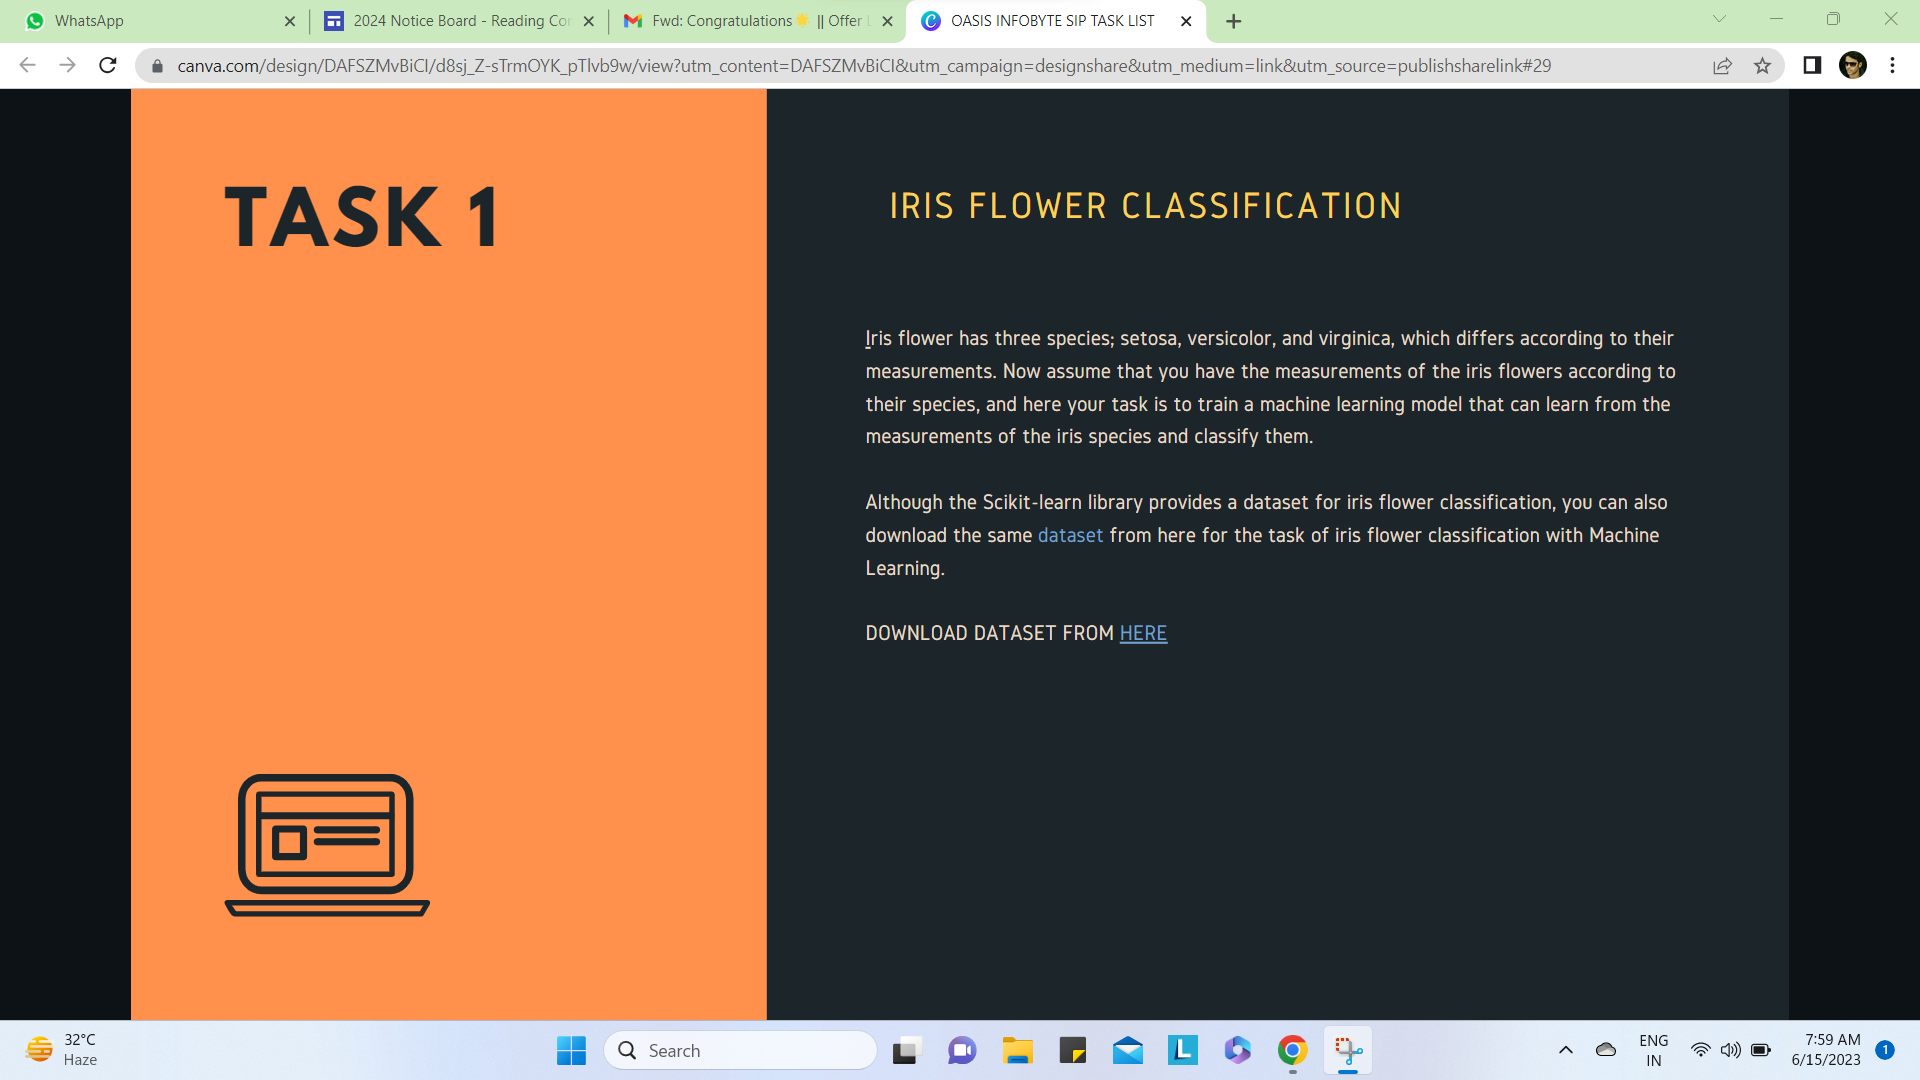 WhatsApp
2024 Notice Board - Reading Co
Fwd: Congratulations || Offer
OASIS INFOBYTE SIP TASK LIST
canva.com/design/DAFSZMvBiCI/d8sj_Z-sTrmOYK_pTlvb9w/view?utm_content=DAFSZMvBiCI&utm_campaign=designshare&utm_medium=link&utm_source=publishsharelink#29
TASK 1
IRIS FLOWER CLASSIFICATION
Iris flower has three species; setosa, versicolor, and virginica, which differs according to their
measurements. Now assume that you have the measurements of the iris flowers according to
their species, and here your task is to train a machine learning model that can learn from the
measurements of the iris species and classify them.
Although the Scikit-learn library provides a dataset for iris flower classification, you can also
download the same dataset from here for the task of iris flower classification with Machine
Learning.
DOWNLOAD DATASET FROM HERE
32°C
Haze
Search
ENG
IN
7:59 AM
6/15/2023
1